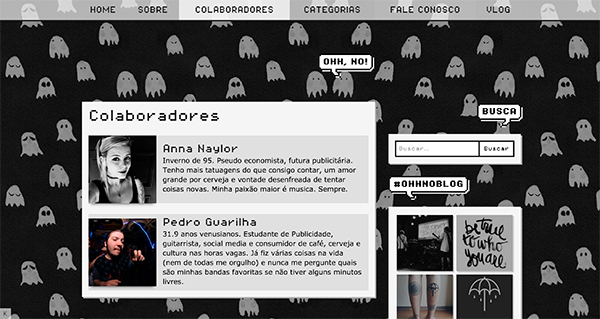 HOME SOBRE COLABORADORES CATEGORIAS FALE CONOSCO VLOG
OHH, NO!
Colaboradores
BUSCA
Anna Naylor
Inverno de 95. Pseudo economista, futura publicitária.
Tenho mais tatuagens do que consigo contar, um amor
grande por cerveja e vontade desenfreada de tentar
coisas novas. Minha paixão maior é musica. Sempre.
Buscar... Buscar
#OHHNOBLOG
Pedro Guarilha
31.9 anos venusianos. Estudante de Publicidade,
guitarrista, social media e consumidor de café, cerveja e
cultura nas horas vagas. Já fiz várias coisas na vida
(nem de todas me orgulho) e nunca me pergunte quais
são minhas bandas favoritas se não tiver alguns minutos
livres.
be true
to who
you are
K